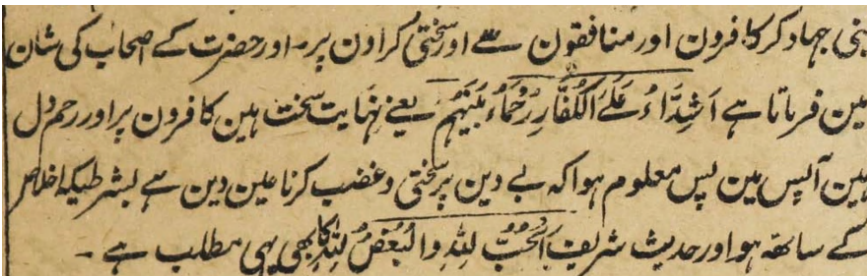 نبی جہاد کر کافرون اور منافقون سے اور سختی کر اون پر۔ اور حضرت کے اصحاب کی شان
مین فرماتا ہے اَشِدَّاءُ عَلَی الْکُفَّارِ رُحَمَاءُ بَیْنَہُمْ یعنے نہایت سخت ہین کافرون پر اور رحم دل
ہین آپس مین پس معلوم ہوا کہ بے دین پر سختی و غضب کرنا عین دین ہے بشرطیکہ اخلاص
کے ساتھ ہو اور حدیث شریف اَلْحُبُّ لِلّٰہِ وَالْبُغْضُ لِلّٰہِ کا بھی یہی مطلب ہے ۔